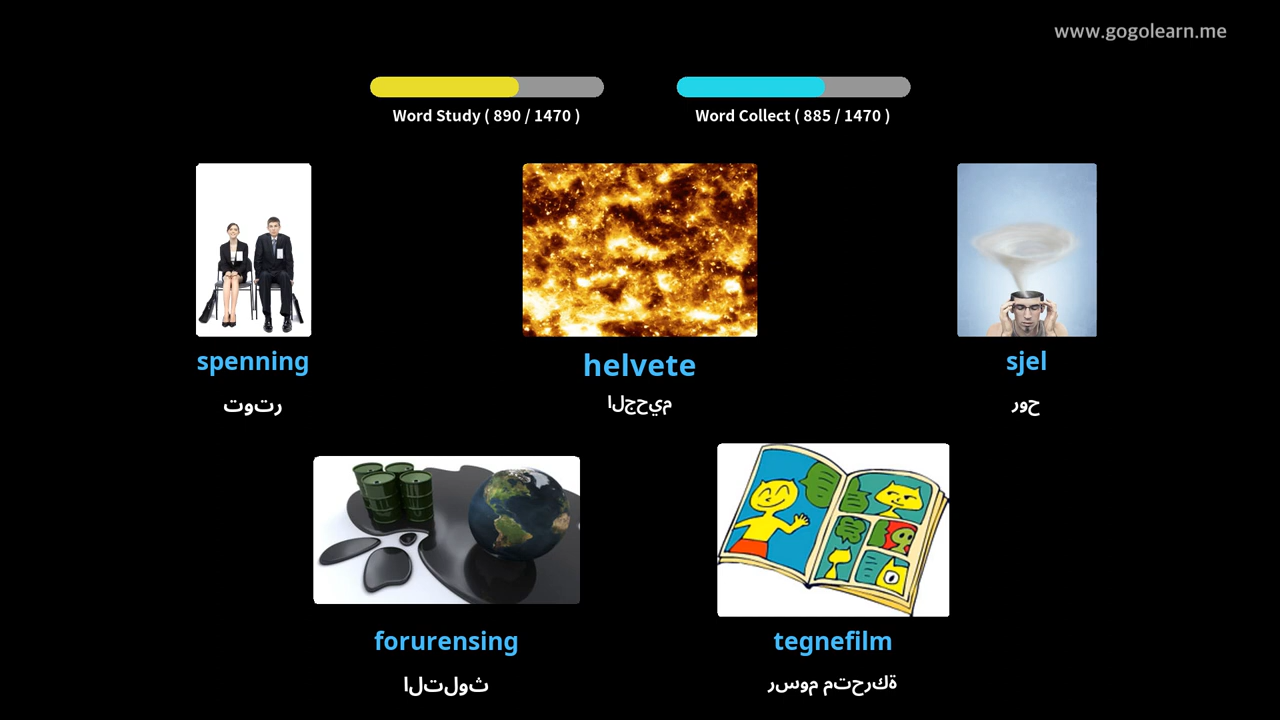 www.gogolearn.me
Word Study ( 890 / 1470 )
Word Collect ( 885 / 1470 )
spenning
helvete
sjel
توتر
الجحيم
روح
forurensing
tegnefilm
التلوث
رسوم متحركة